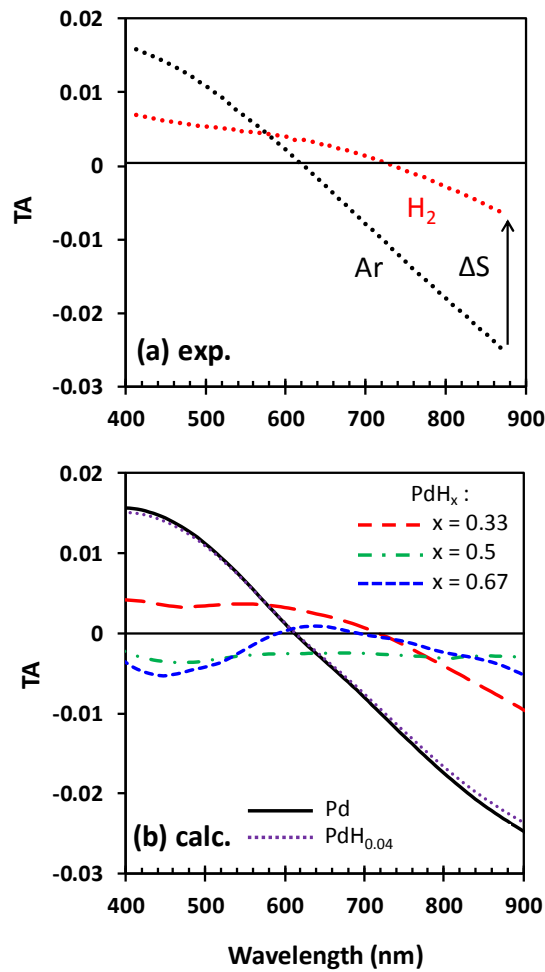 0.02
0.01
0
-0.01
-0.02
-0.03
TA
H₂
Ar
ΔS
(a) exp.
400 500 600 700 800 900
0.02
0.01
0
-0.01
-0.02
-0.03
TA
PdHₓ :
x = 0.33
x = 0.5
x = 0.67
Pd
PdH₀.₀₄
(b) calc.
400 500 600 700 800 900
Wavelength (nm)